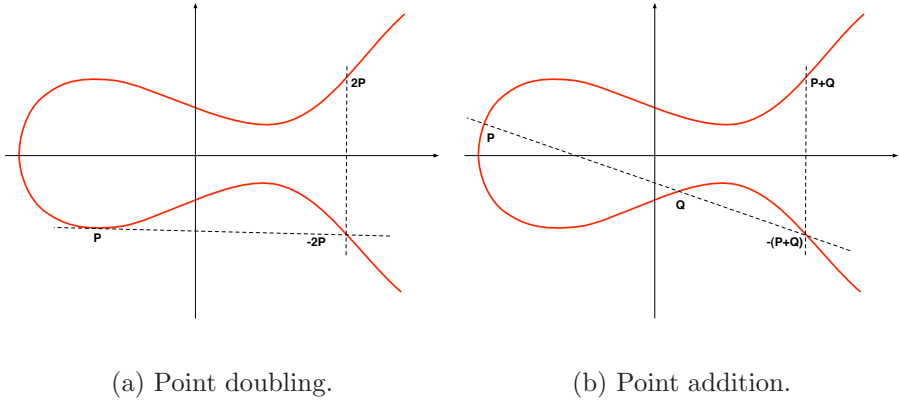 2P
P
-2P
P+Q
P
Q
-(P+Q)
(a) Point doubling.
(b) Point addition.